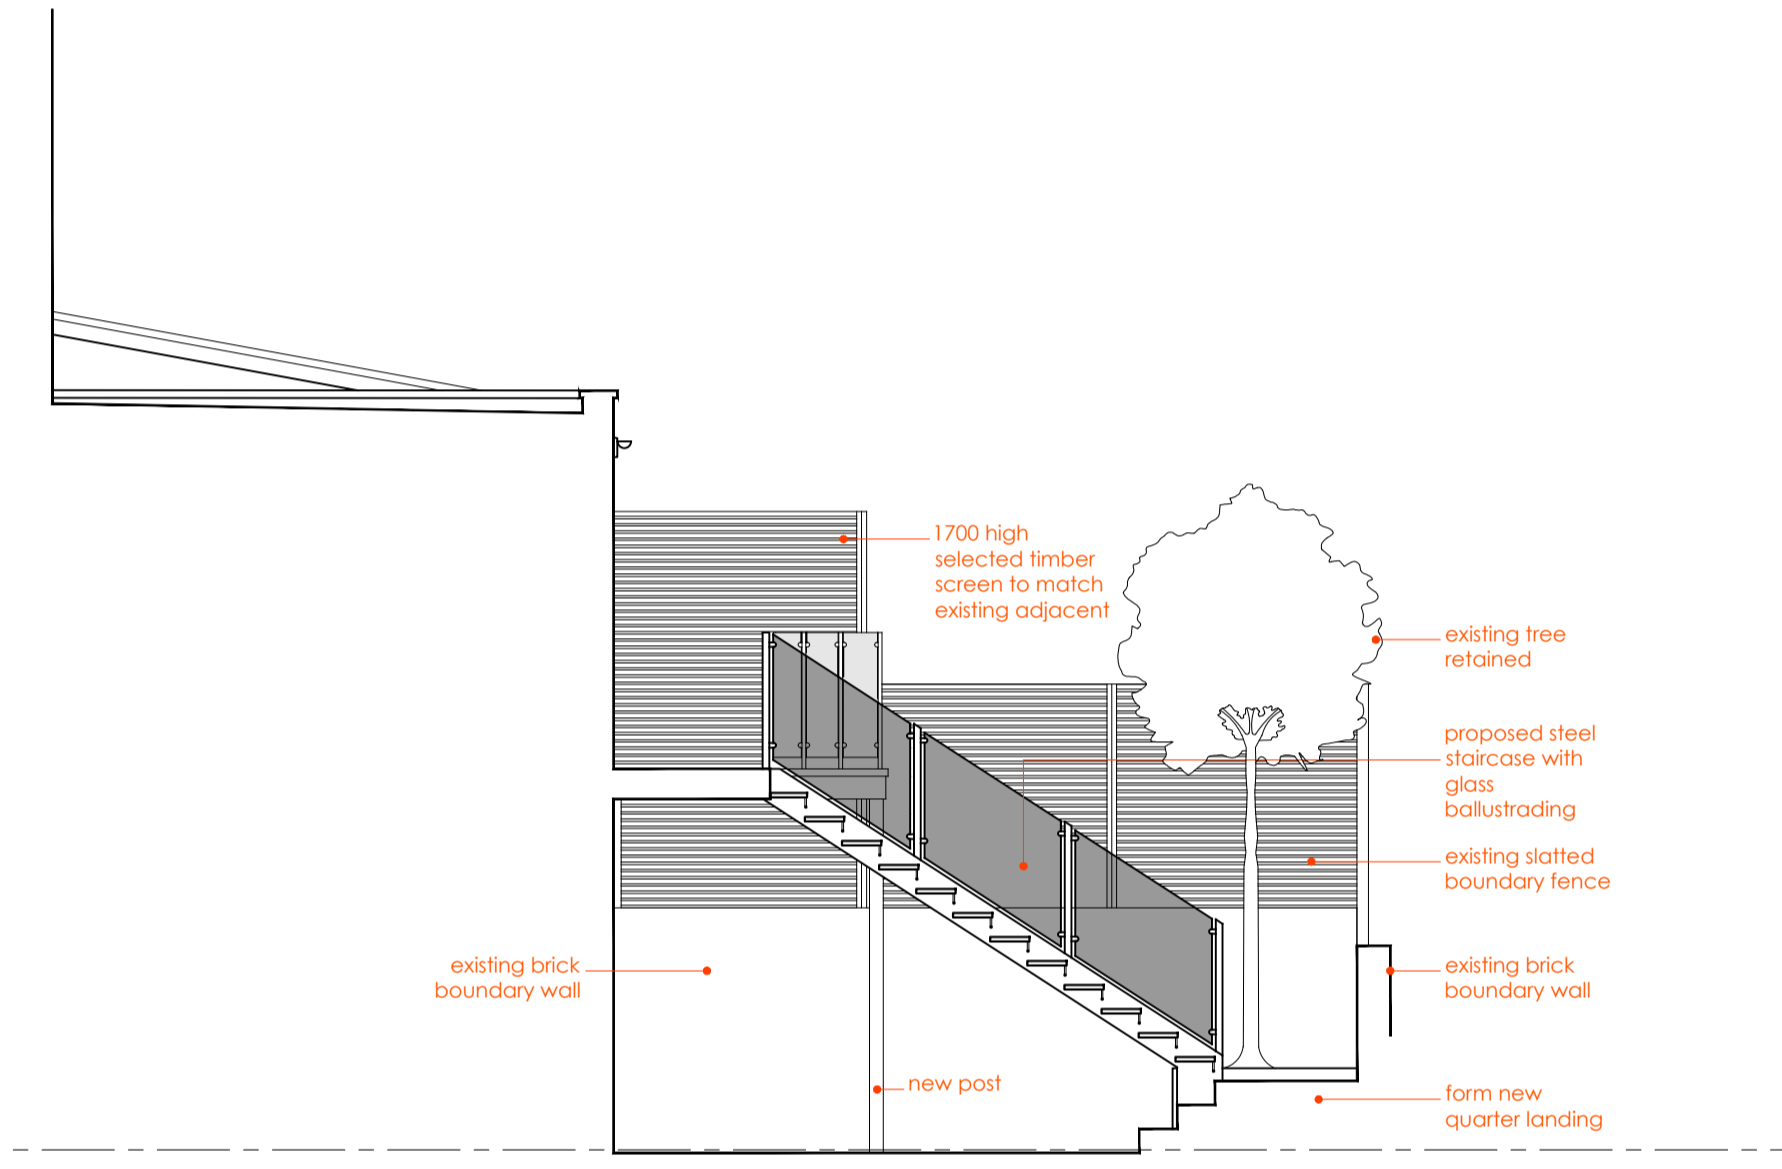 1700 high
selected timber
screen to match
existing adjacent
existing tree
retained
proposed steel
staircase with
glass
ballustrading
existing slatted
boundary fence
existing brick
boundary wall
existing brick
boundary wall
new post
form new
quarter landing